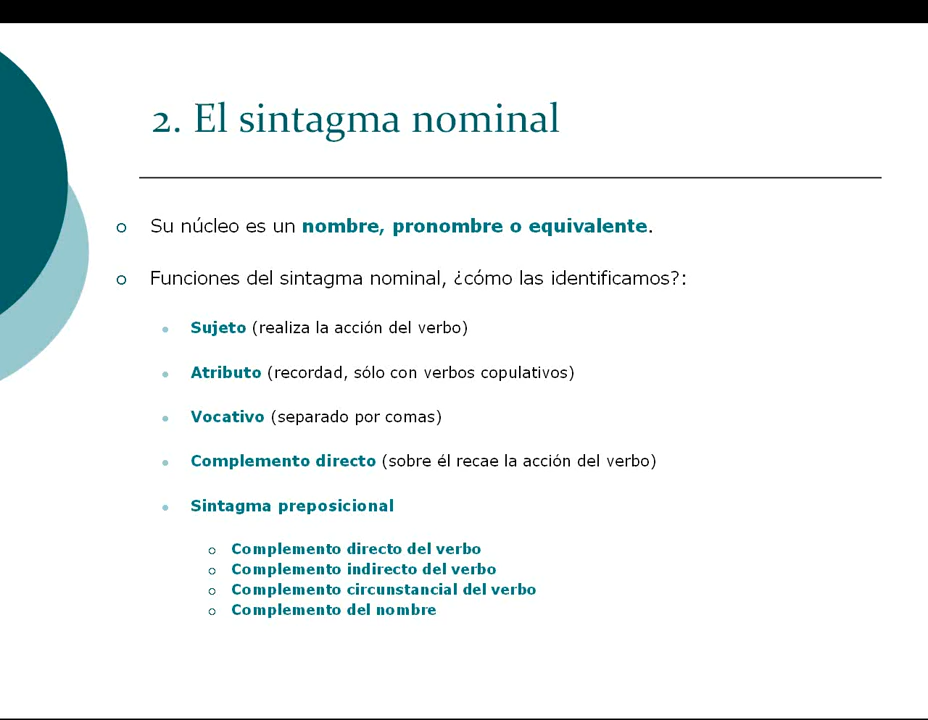 2. El sintagma nominal
Su núcleo es un nombre, pronombre o equivalente.
Funciones del sintagma nominal, ¿cómo las identificamos?:
Sujeto (realiza la acción del verbo)
Atributo (recordad, sólo con verbos copulativos)
Vocativo (separado por comas)
Complemento directo (sobre él recae la acción del verbo)
Sintagma preposicional
Complemento directo del verbo
Complemento indirecto del verbo
Complemento circunstancial del verbo
Complemento del nombre